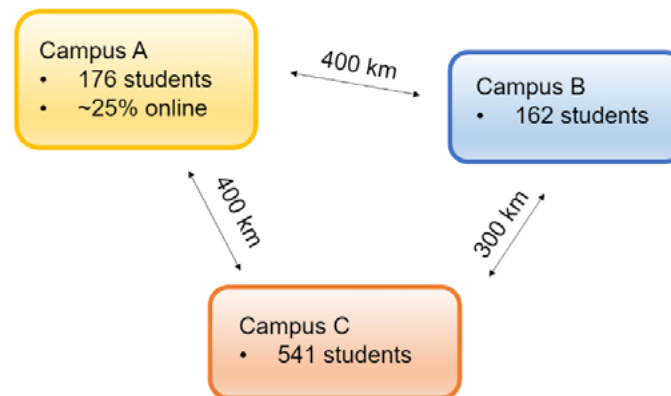 Campus A
• 176 students
• ~25% online
400 km
Campus B
• 162 students
400 km
300 km
Campus C
• 541 students